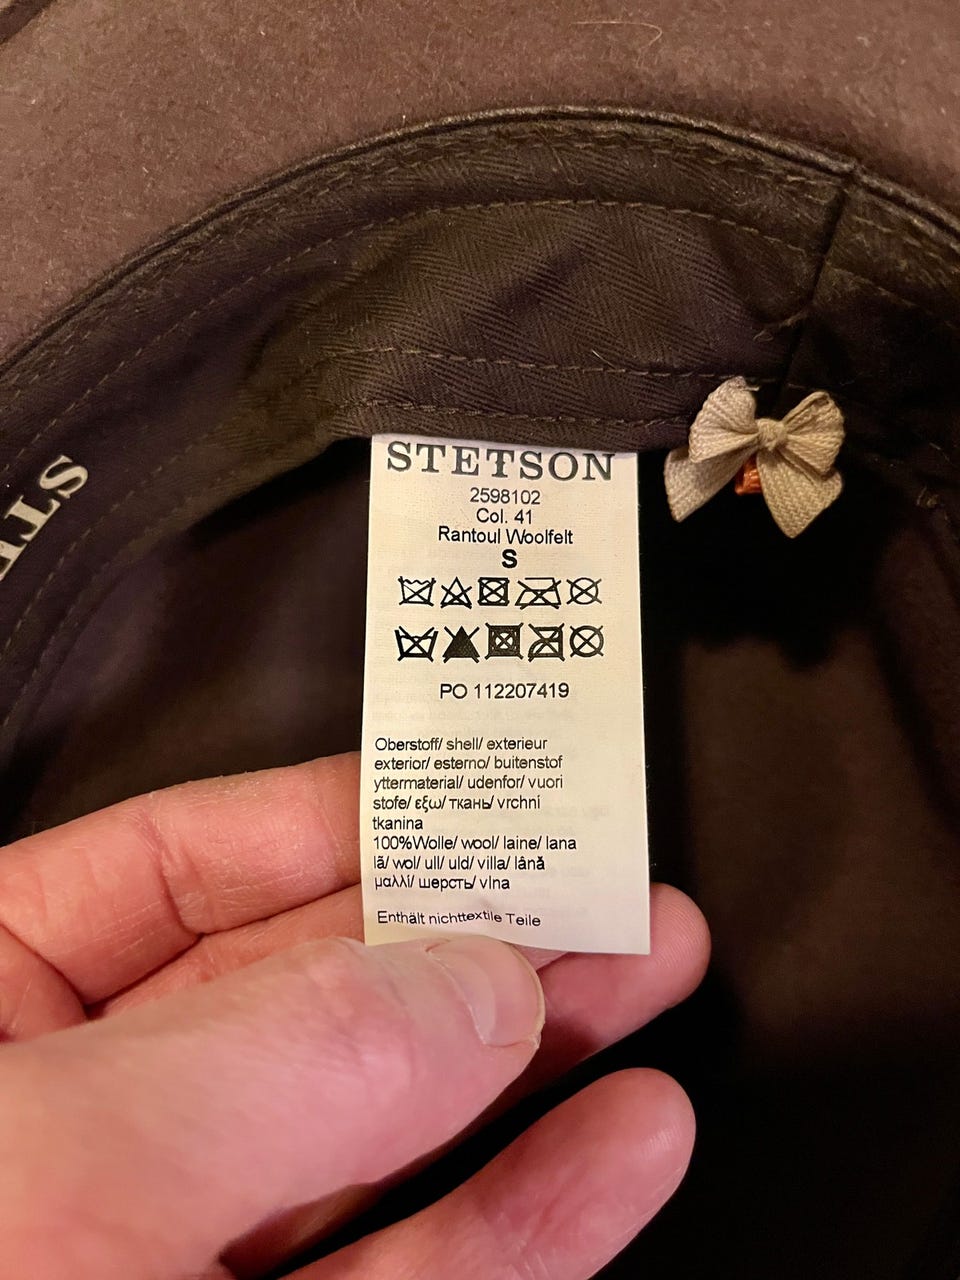 STETSON
2598102
Col. 41
Rantoul Woolfelt
S
PO 112207419
Oberstoff/ shell/ exterieur
exterior/ esterno/ buitenstof
yttermaterial/ udenfor/ vuori
stofe/ εξω/ ткань/ vrchni
tkanina
100%Wolle/ wool/ laine/ lana
lã/ wol/ ull/ uld/ villa/ lână
μαλλί/ шерсть/ vlna
Enthält nichttextile Teile